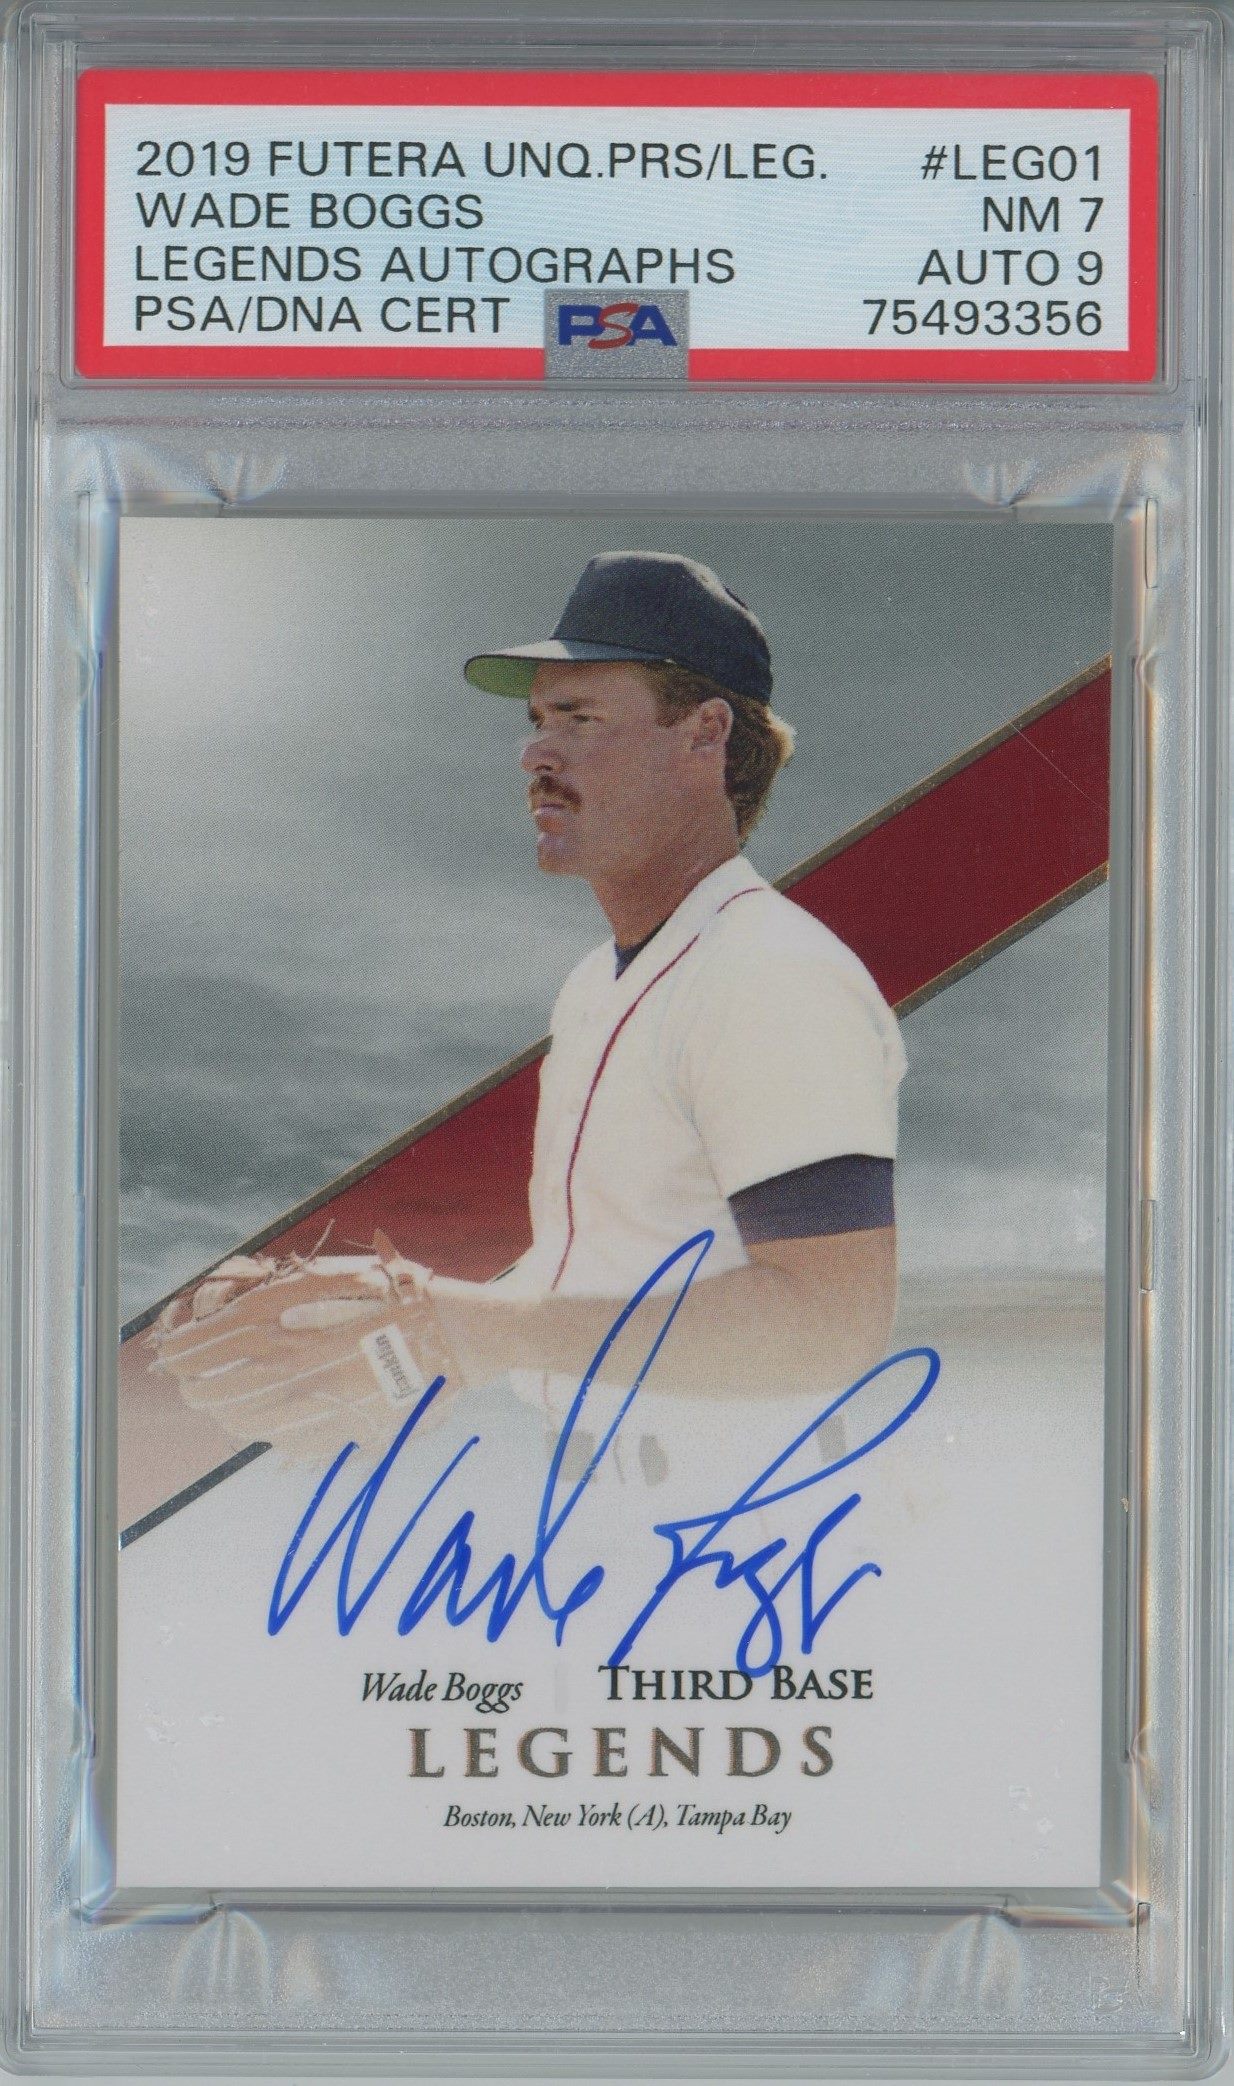 2019 FUTERA UNQ.PRS/LEG. #LEG01
WADE BOGGS NM 7
LEGENDS AUTOGRAPHS AUTO 9
PSA/DNA CERT PSA 75493356
franklin
Wade Boggs
Wade Boggs THIRD BASE
LEGENDS
Boston, New York (A), Tampa Bay